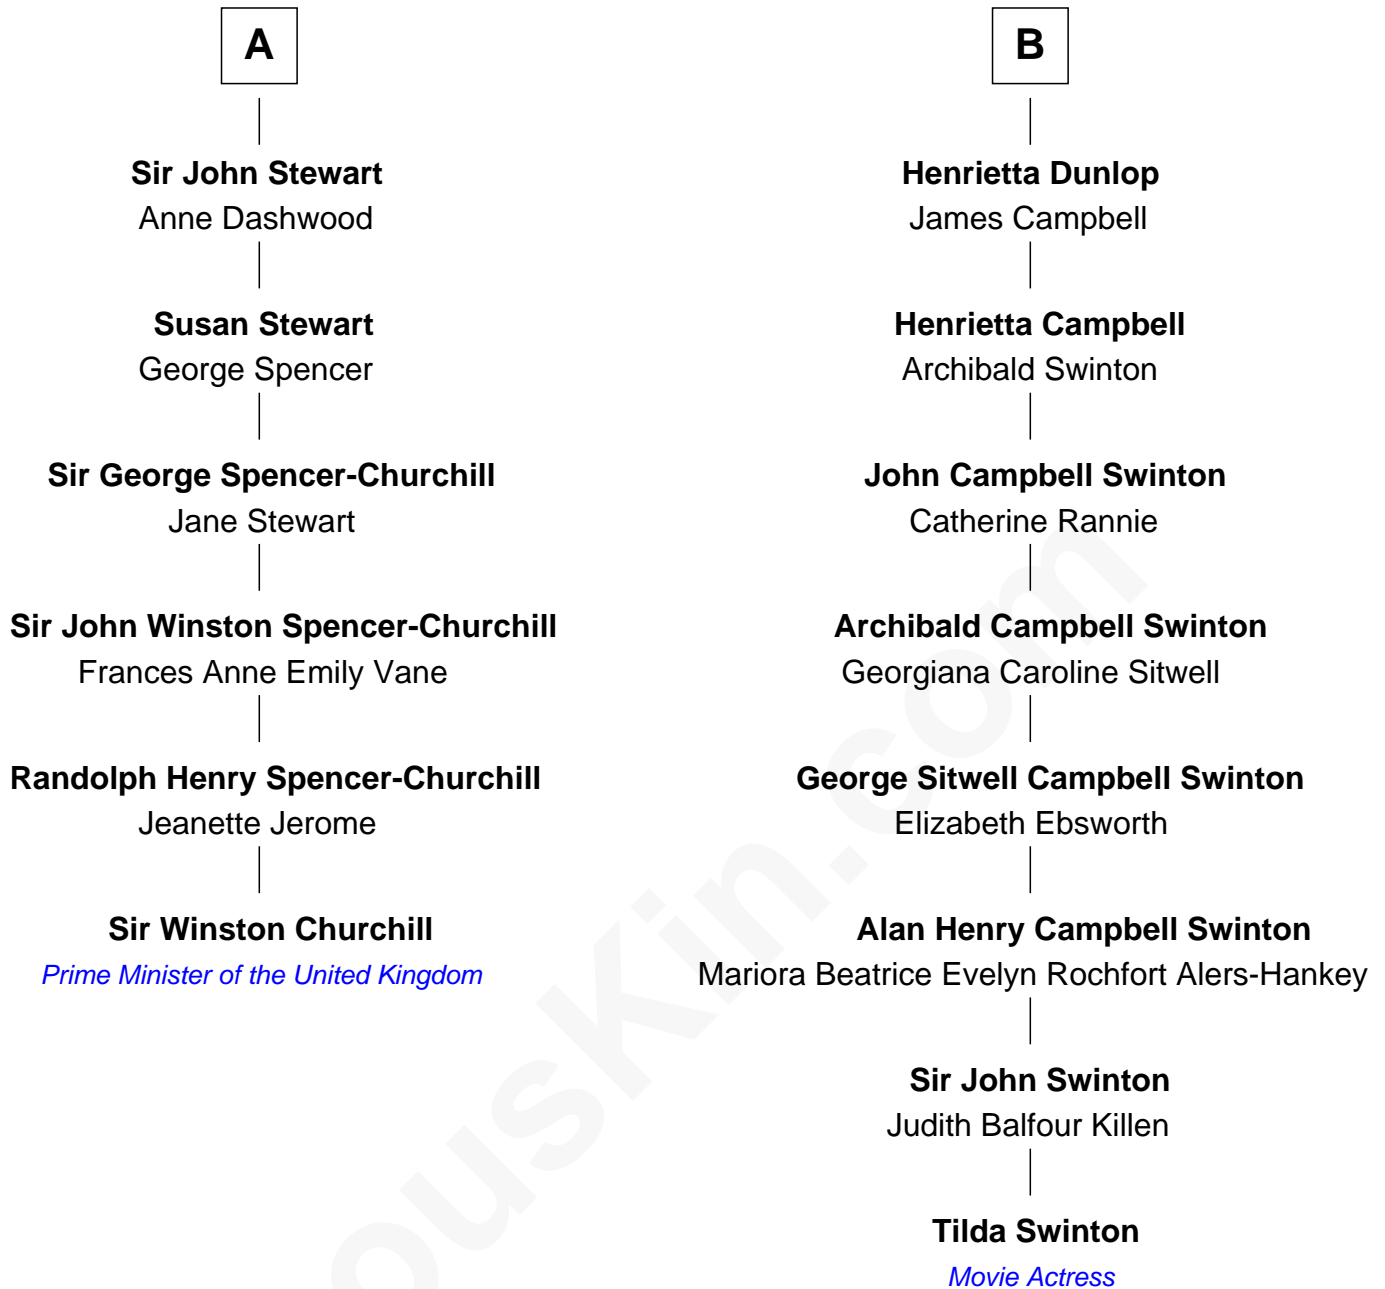 A
Sir John Stewart
Anne Dashwood
Susan Stewart
George Spencer
Sir George Spencer-Churchill
Jane Stewart
Sir John Winston Spencer-Churchill
Frances Anne Emily Vane
Randolph Henry Spencer-Churchill
Jeanette Jerome
Sir Winston Churchill
Prime Minister of the United Kingdom
B
Henrietta Dunlop
James Campbell
Henrietta Campbell
Archibald Swinton
John Campbell Swinton
Catherine Rannie
Archibald Campbell Swinton
Georgiana Caroline Sitwell
George Sitwell Campbell Swinton
Elizabeth Ebsworth
Alan Henry Campbell Swinton
Mariora Beatrice Evelyn Rochfort Alers-Hankey
Sir John Swinton
Judith Balfour Killen
Tilda Swinton
Movie Actress
ousKin.com